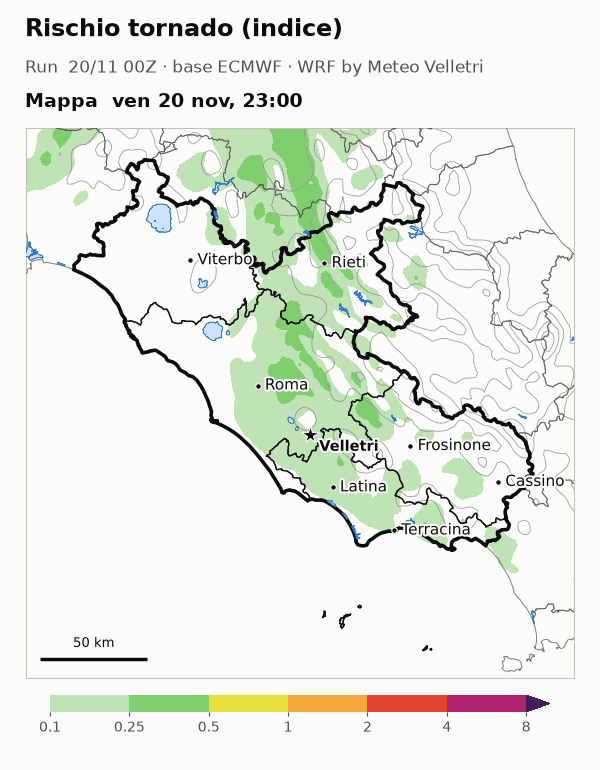 Rischio tornado (indice)
Run  20/11 00Z · base ECMWF · WRF by Meteo Velletri
Mappa  ven 20 nov, 23:00
Viterbo
Rieti
Roma
Velletri
Frosinone
Latina
Cassino
Terracina
50 km
0.1 0.25 0.5 1 2 4 8